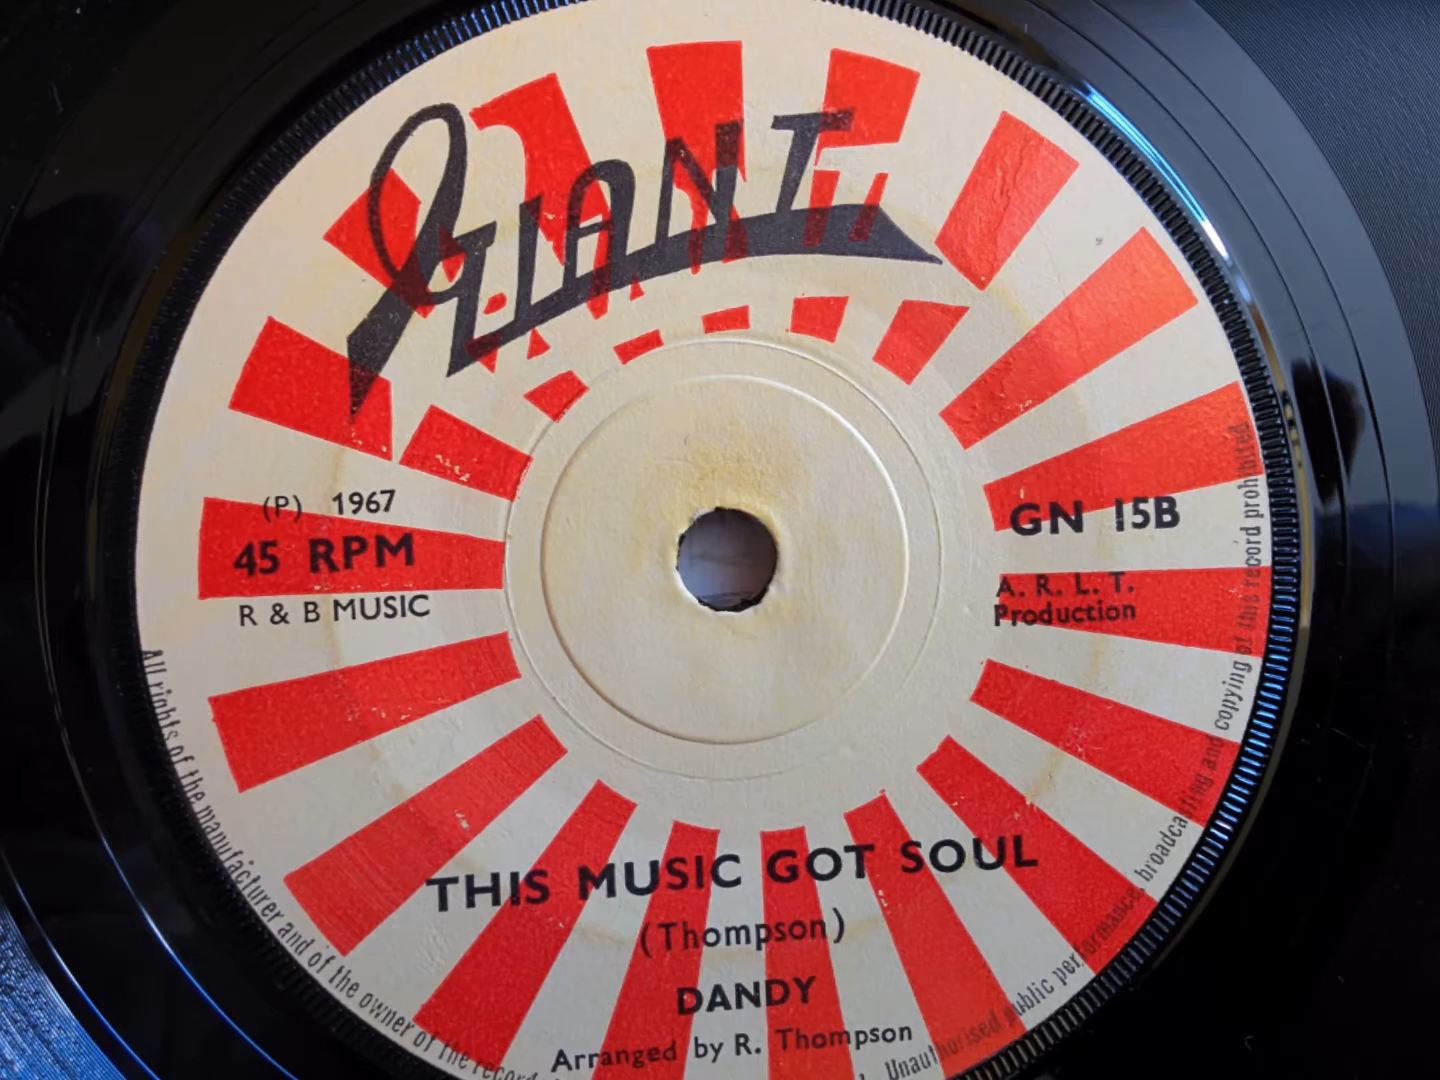 GIANT
(P) 1967
45 RPM
R & B MUSIC
GN 15B
A. R. L. T.
Production
THIS MUSIC GOT SOUL
(Thompson)
DANDY
Arranged by R. Thompson
All rights of the manufacturer and of the owner of the record
Unauthorised public performance broadcasting and copying of this record prohibited